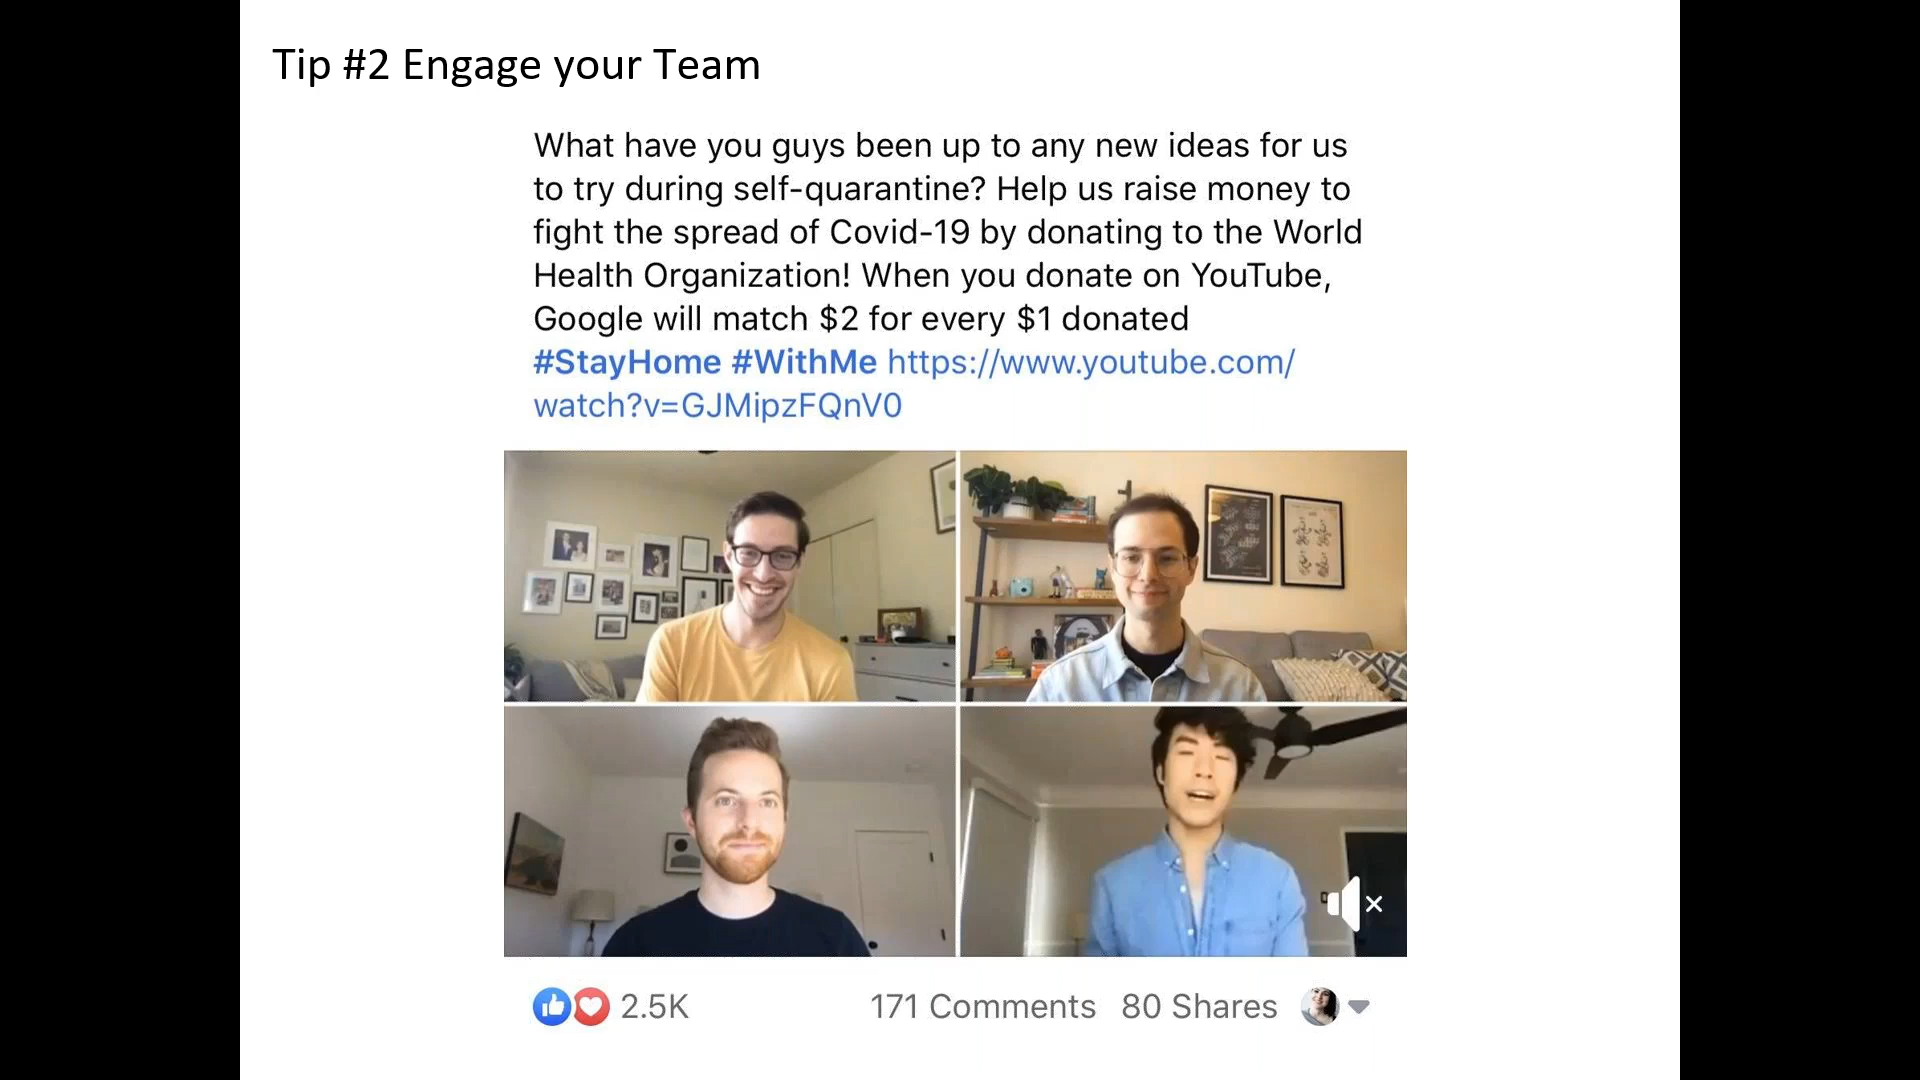 Tip #2 Engage your Team
What have you guys been up to any new ideas for us
to try during self-quarantine? Help us raise money to
fight the spread of Covid-19 by donating to the World
Health Organization! When you donate on YouTube,
Google will match $2 for every $1 donated
#StayHome #WithMe https://www.youtube.com/
watch?v=GJMipzFQnV0
2.5K
171 Comments 80 Shares